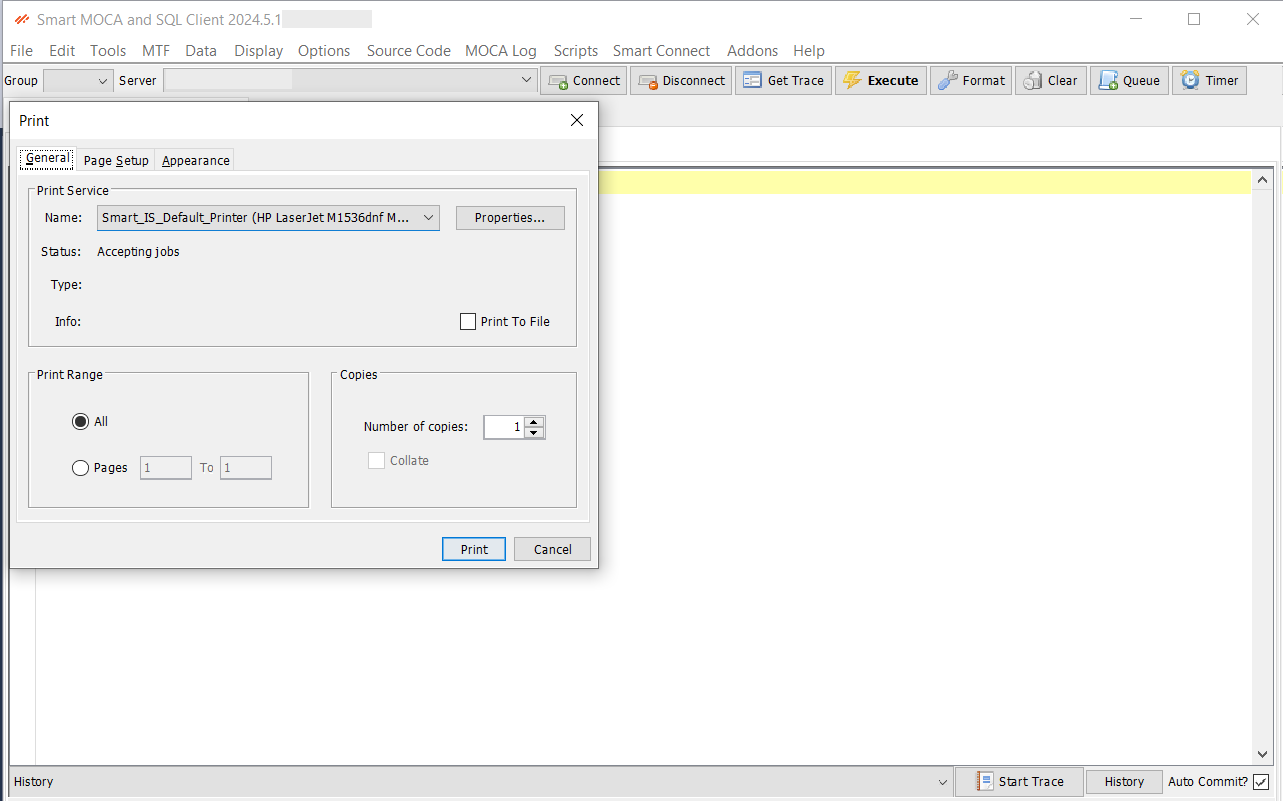 Smart MOCA and SQL Client 2024.5.1
File Edit Tools MTF Data Display Options Source Code MOCA Log Scripts Smart Connect Addons Help
Group Server Connect Disconnect Get Trace Execute Format Clear Queue Timer
Print
General Page Setup Appearance
Print Service
Name: Smart_IS_Default_Printer (HP LaserJet M1536dnf M... Properties...
Status: Accepting jobs
Type:
Info: Print To File
Print Range
All
Pages 1 To 1
Copies
Number of copies: 1
Collate
Print Cancel
History Start Trace History Auto Commit?